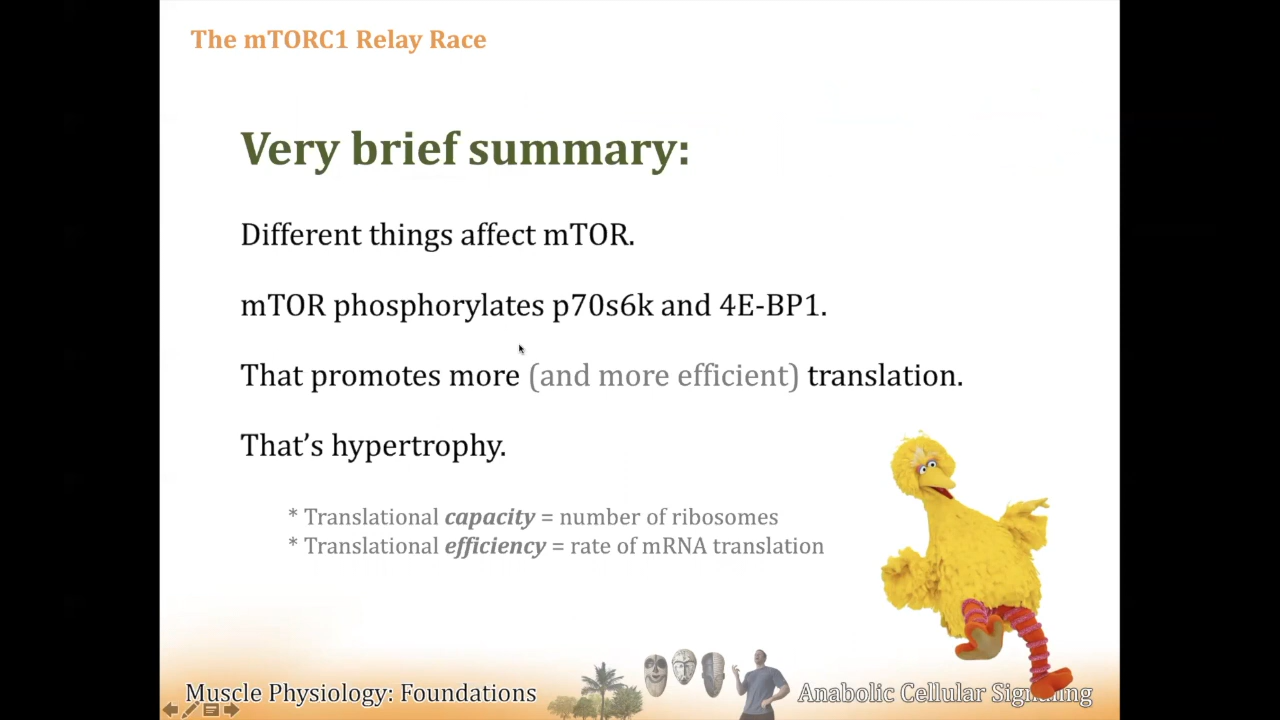 The mTORC1 Relay Race
Very brief summary:
Different things affect mTOR.
mTOR phosphorylates p70s6k and 4E-BP1.
That promotes more (and more efficient) translation.
That’s hypertrophy.
* Translational capacity = number of ribosomes
* Translational efficiency = rate of mRNA translation
Muscle Physiology: Foundations
Anabolic Cellular Signaling